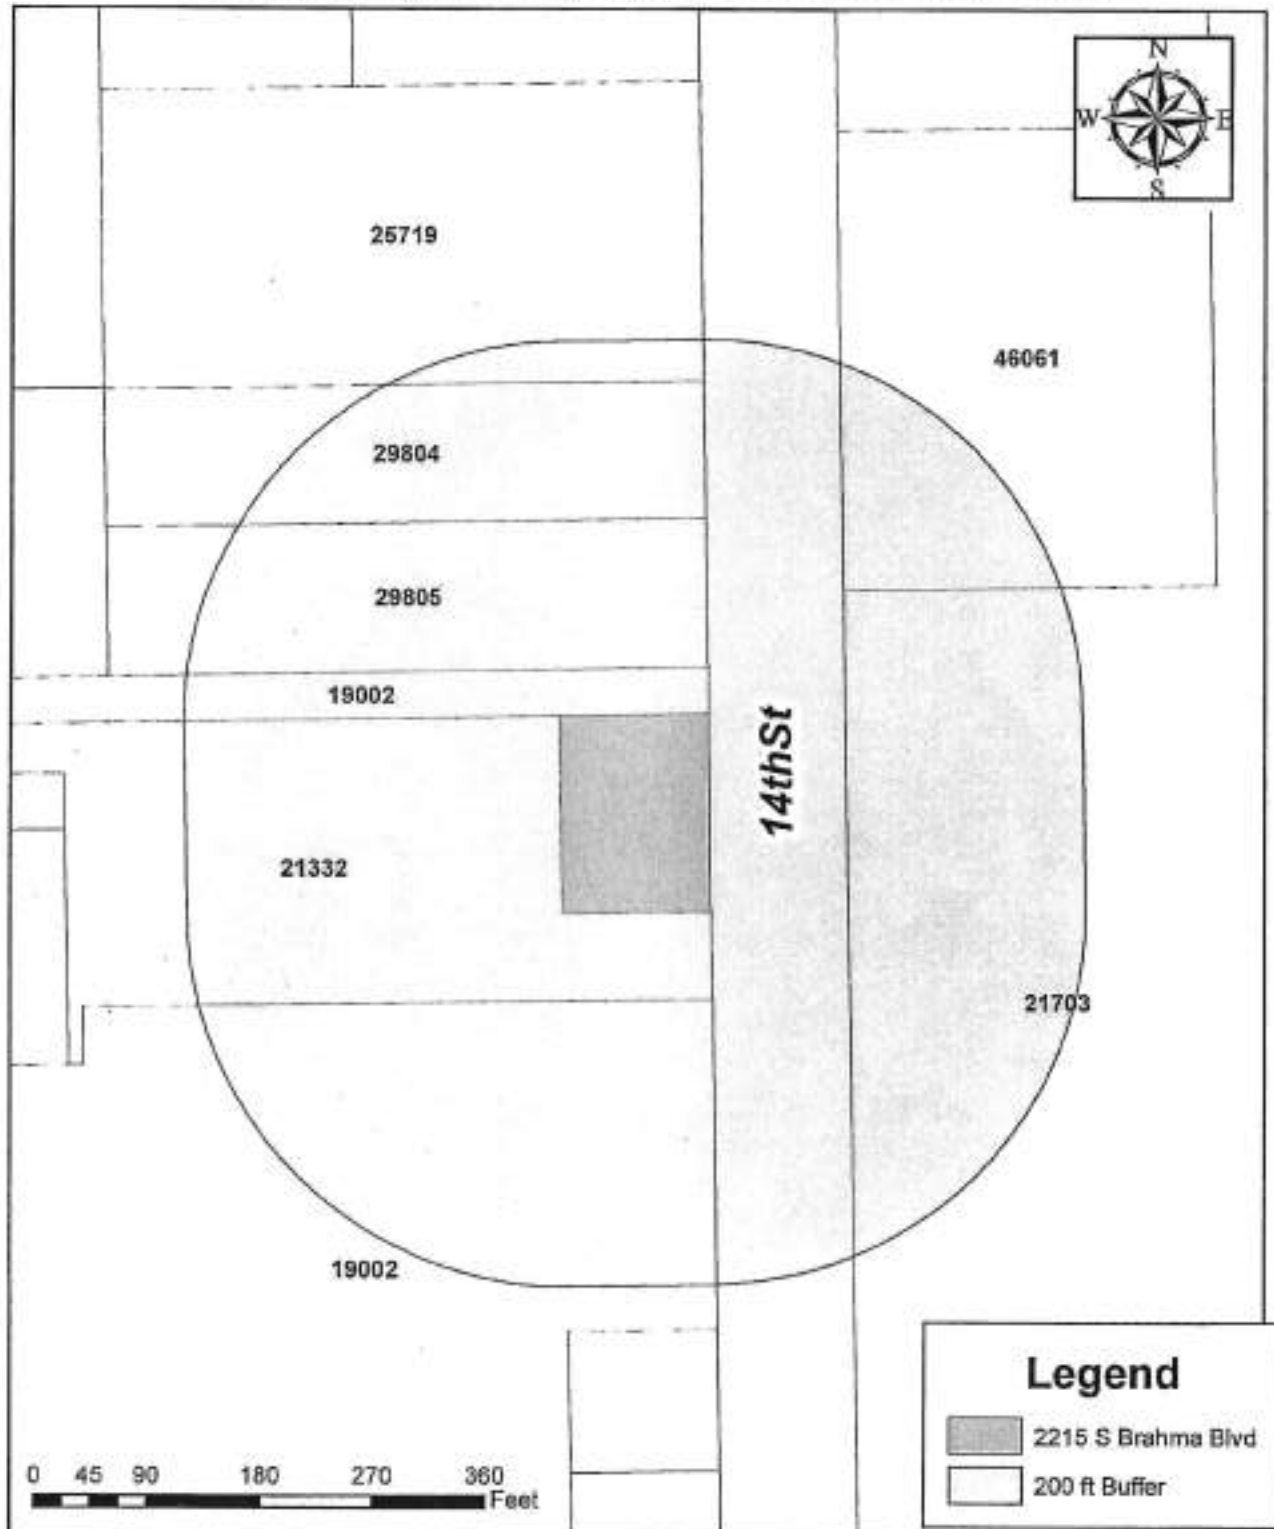 N
W E
S
25719
46061
29804
29805
19002
14thSt
21332
21703
19002
Legend
2215 S Brahma Blvd
200 ft Buffer
0 45 90 180 270 360
Feet